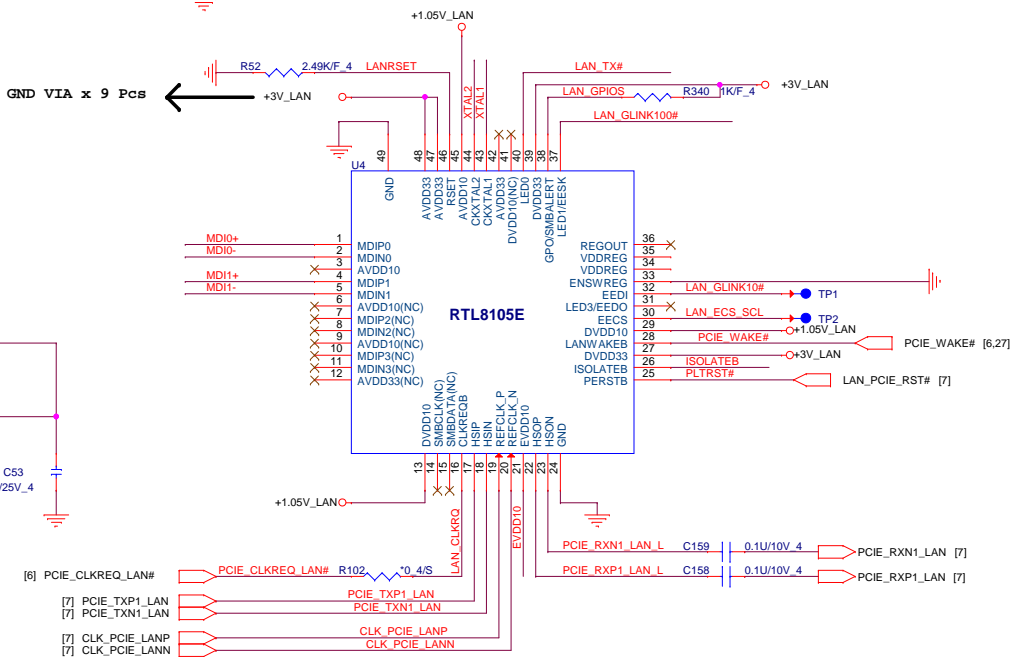 +1.05V_LAN
R52 2.49K/F_4 LANRSET
LAN_TX#
GND VIA x 9 Pcs
+3V_LAN
XTAL2
XTAL1
LAN_GPIOS
R340 1K/F_4
+3V_LAN
LAN_GLINK100#
49 48 47 46 45 44 43 42 41 40 39 38 37
U4
GND
AVDD33
AVDD33
RSET
AVDD10
CKXTAL2
CKXTAL1
AVDD33
DVDD10(NC)
LED0
DVDD33
GPO/SMBALERT
LED1/EESK
MDI0+ 1 MDIP0
MDI0- 2 MDIN0
3 AVDD10
MDI1+ 4 MDIP1
MDI1- 5 MDIN1
6 AVDD10(NC)
7 MDIP2(NC)
8 MDIN2(NC)
9 AVDD10(NC)
10 MDIP3(NC)
11 MDIN3(NC)
12 AVDD33(NC)
RTL8105E
REGOUT 36
VDDREG 35
VDDREG 34
ENSWREG 33
EEDI 32 LAN_GLINK10# TP1
LED3/EEDO 31
EECS 30 LAN_ECS_SCL TP2
DVDD10 29 +1.05V_LAN
LANWAKEB 28 PCIE_WAKE# PCIE_WAKE# [6,27]
DVDD33 27 +3V_LAN
ISOLATEB 26 ISOLATEB
PERSTB 25 PLTRST# LAN_PCIE_RST# [7]
DVDD10
SMBCLK(NC)
SMBDATA(NC)
CLKREQB
HSIP
HSIN
REFCLK_P
REFCLK_N
EVDD10
HSOP
HSON
GND
13 14 15 16 17 18 19 20 21 22 23 24
C53
/25V_4
+1.05V_LAN
LAN_CLKRQ
EVDD10
PCIE_RXN1_LAN_L C159 0.1U/10V_4 PCIE_RXN1_LAN [7]
PCIE_RXP1_LAN_L C158 0.1U/10V_4 PCIE_RXP1_LAN [7]
[6] PCIE_CLKREQ_LAN# PCIE_CLKREQ_LAN# R102 *0_4/S
[7] PCIE_TXP1_LAN PCIE_TXP1_LAN
[7] PCIE_TXN1_LAN PCIE_TXN1_LAN
[7] CLK_PCIE_LANP CLK_PCIE_LANP
[7] CLK_PCIE_LANN CLK_PCIE_LANN